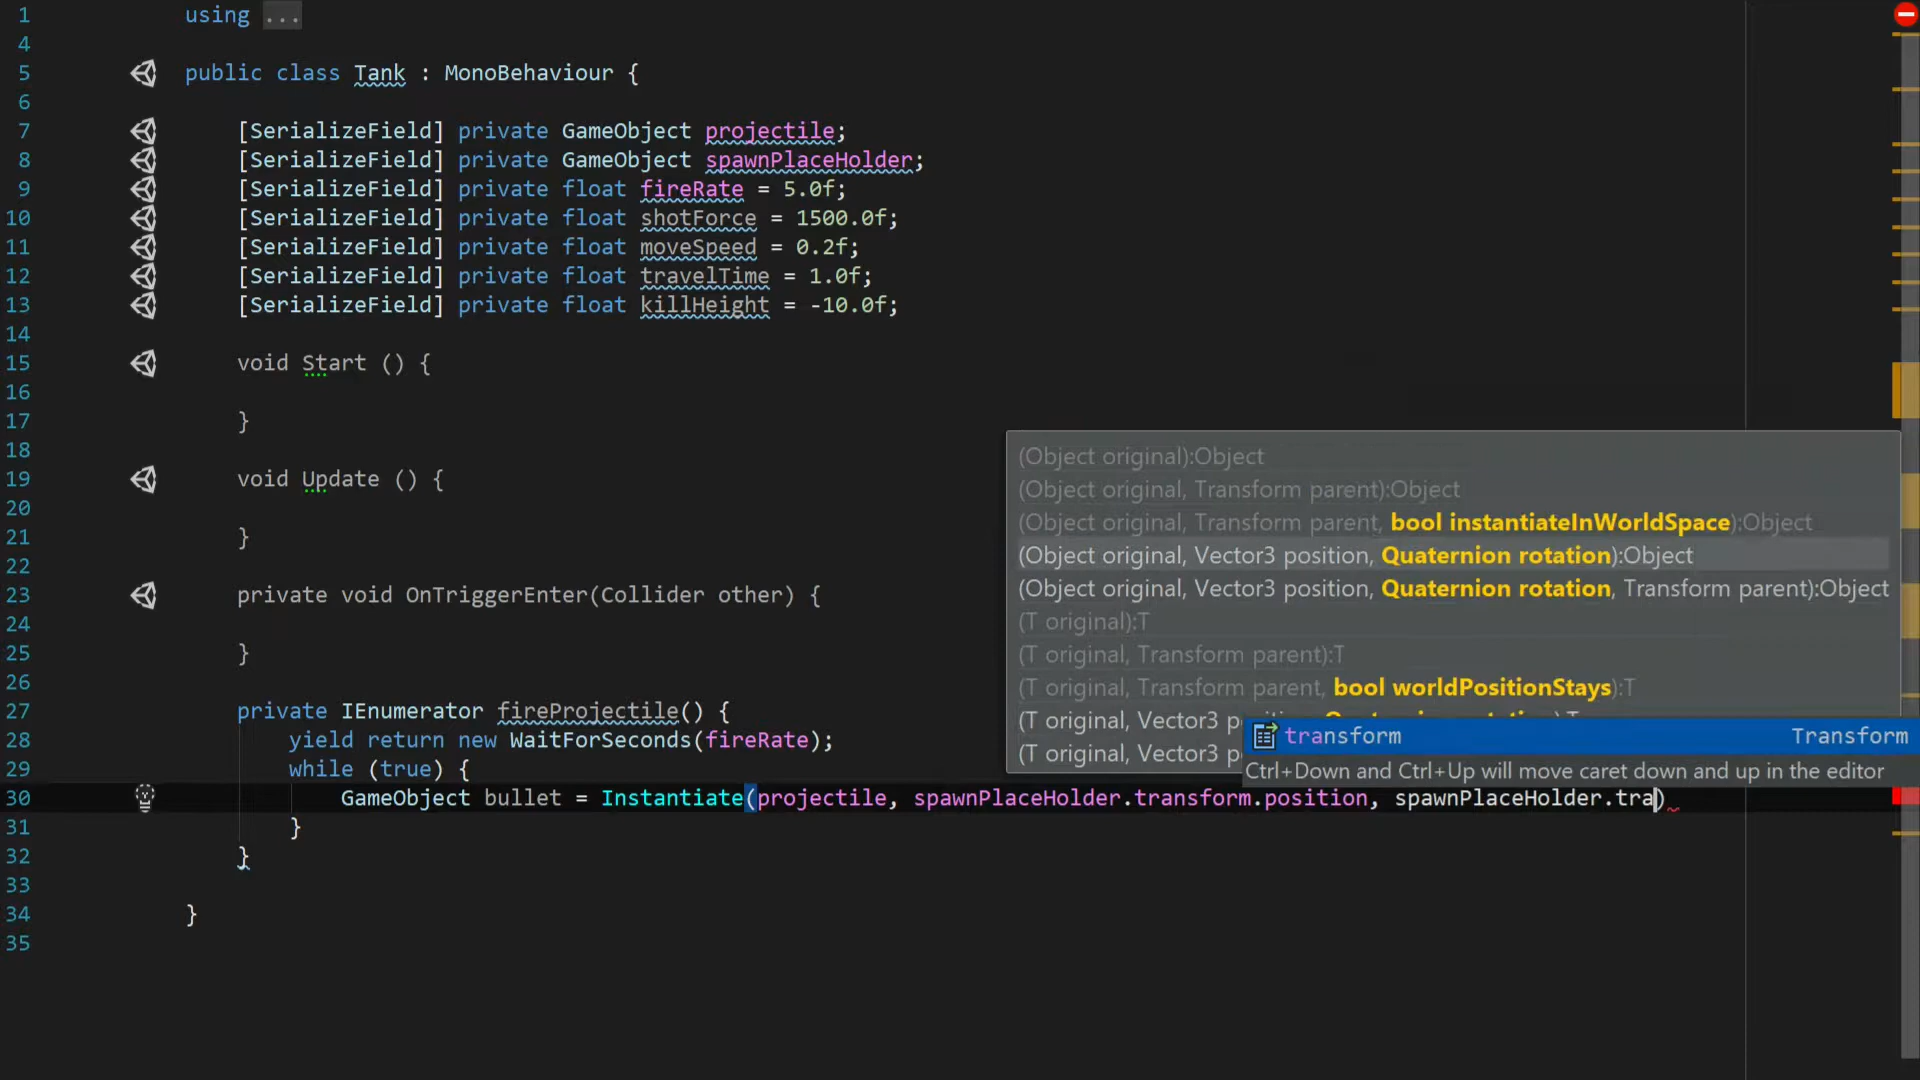 1 using ...
4
5 public class Tank : MonoBehaviour {
6
7 [SerializeField] private GameObject projectile;
8 [SerializeField] private GameObject spawnPlaceHolder;
9 [SerializeField] private float fireRate = 5.0f;
10 [SerializeField] private float shotForce = 1500.0f;
11 [SerializeField] private float moveSpeed = 0.2f;
12 [SerializeField] private float travelTime = 1.0f;
13 [SerializeField] private float killHeight = -10.0f;
14
15 void Start () {
16
17 }
18
19 void Update () {
20
21 }
22
23 private void OnTriggerEnter(Collider other) {
24
25 }
26
27 private IEnumerator fireProjectile() {
28 yield return new WaitForSeconds(fireRate);
29 while (true) {
30 GameObject bullet = Instantiate(projectile, spawnPlaceHolder.transform.position, spawnPlaceHolder.tra)
31 }
32 }
33
34 }
35
(Object original):Object
(Object original, Transform parent):Object
(Object original, Transform parent, bool instantiateInWorldSpace):Object
(Object original, Vector3 position, Quaternion rotation):Object
(Object original, Vector3 position, Quaternion rotation, Transform parent):Object
(T original):T
(T original, Transform parent):T
(T original, Transform parent, bool worldPositionStays):T
(T original, Vector3
(T original, Vector3
transform Transform
Ctrl+Down and Ctrl+Up will move caret down and up in the editor